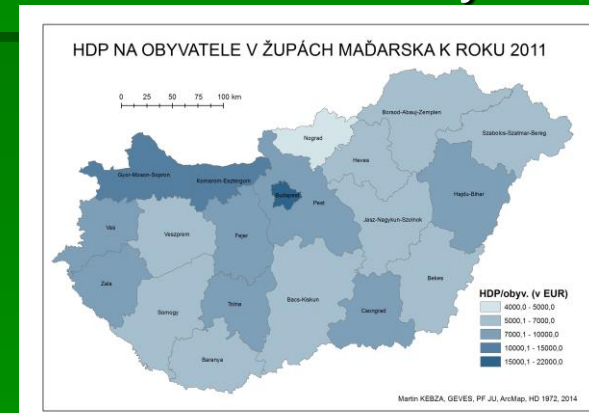 HDP NA OBYVATELE V ŽUPÁCH MAĎARSKA K ROKU 2011
0 25 50 75 100 km
Borsod-Abauj-Zemplen
Nograd
Szabolcs-Szatmar-Bereg
Heves
Gyor-Moson-Sopron
Komarom-Esztergom
Budapest
Pest
Hajdu-Bihar
Jasz-Nagykun-Szolnok
Vas
Veszprem
Fejer
Bekes
Zala
Tolna
Bacs-Kiskun
Somogy
Csongrad
Baranya
HDP/obyv. (v EUR)
4000,0 - 5000,0
5000,1 - 7000,0
7000,1 - 10000,0
10000,1 - 15000,0
15000,1 - 22000,0
Martin KEBZA, GEVES, PF JU, ArcMap, HD 1972, 2014